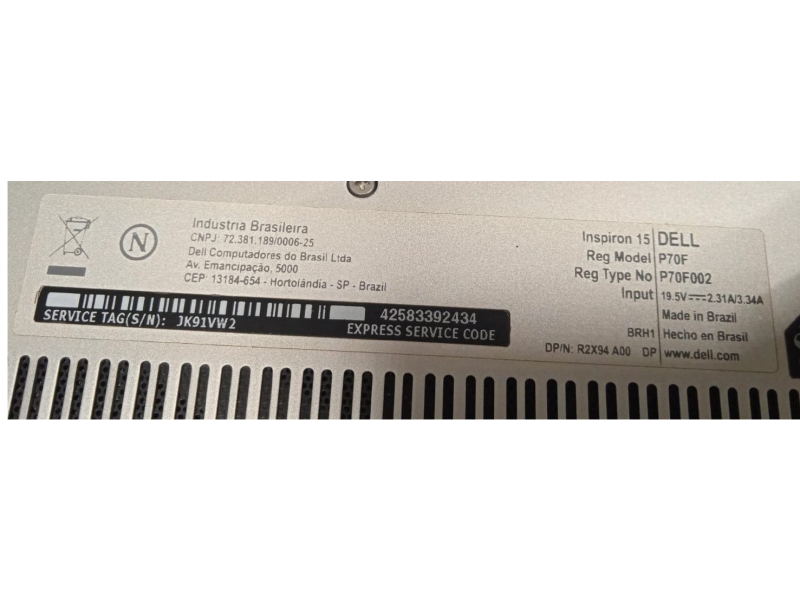 N
Industria Brasileira
CNPJ: 72.381.189/0006-25
Dell Computadores do Brasil Ltda
Av. Emancipação, 5000
CEP: 13184-654 - Hortolândia - SP - Brazil
SERVICE TAG(S/N): JK91VW2
42583392434
EXPRESS SERVICE CODE
Inspiron 15 DELL
Reg Model P70F
Reg Type No P70F002
Input 19.5V⎓2.31A/3.34A
Made in Brazil
BRH1 Hecho en Brasil
DP/N: R2X94 A00 DP www.dell.com